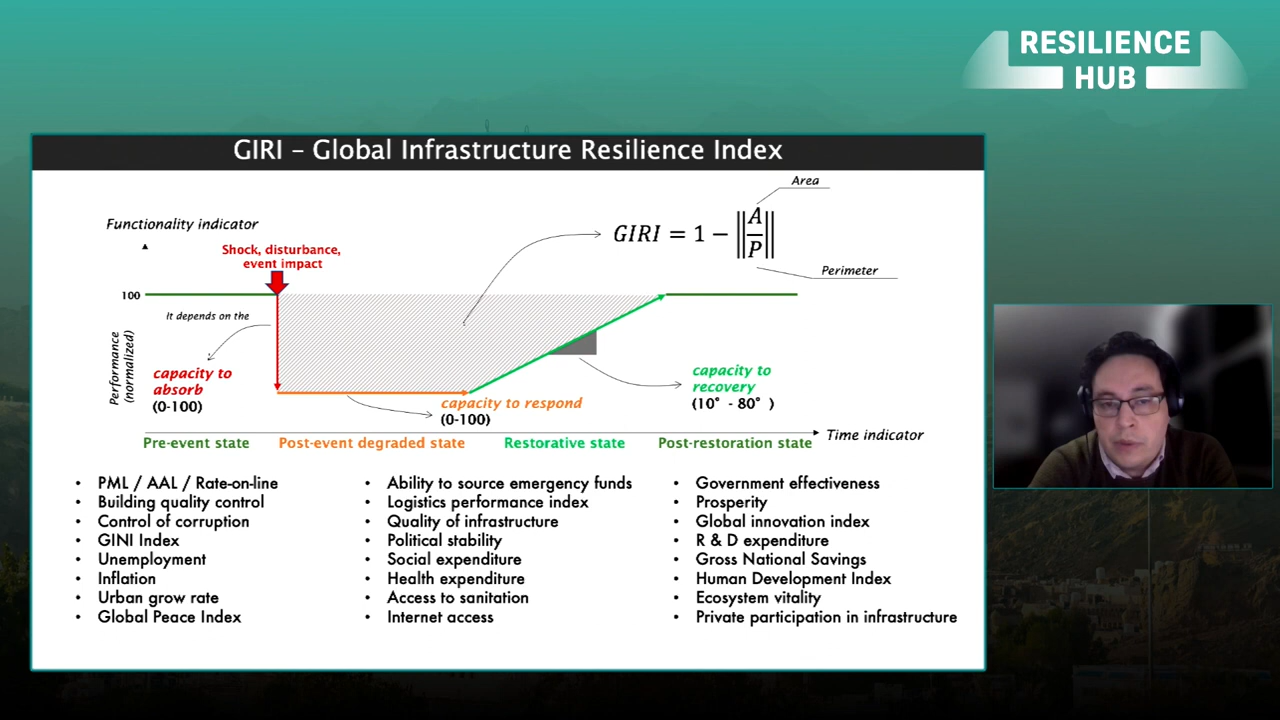 RESILIENCE
HUB
GIRI – Global Infrastructure Resilience Index
Area
Functionality indicator
GIRI = 1 − ‖A/P‖
Shock, disturbance,
event impact
Perimeter
100
It depends on the
Performance
(normalized)
capacity to
absorb
(0-100)
capacity to respond
(0-100)
capacity to
recovery
(10° - 80° )
Time indicator
Pre-event state
Post-event degraded state
Restorative state
Post-restoration state
• PML / AAL / Rate-on-line
• Building quality control
• Control of corruption
• GINI Index
• Unemployment
• Inflation
• Urban grow rate
• Global Peace Index
• Ability to source emergency funds
• Logistics performance index
• Quality of infrastructure
• Political stability
• Social expenditure
• Health expenditure
• Access to sanitation
• Internet access
• Government effectiveness
• Prosperity
• Global innovation index
• R & D expenditure
• Gross National Savings
• Human Development Index
• Ecosystem vitality
• Private participation in infrastructure